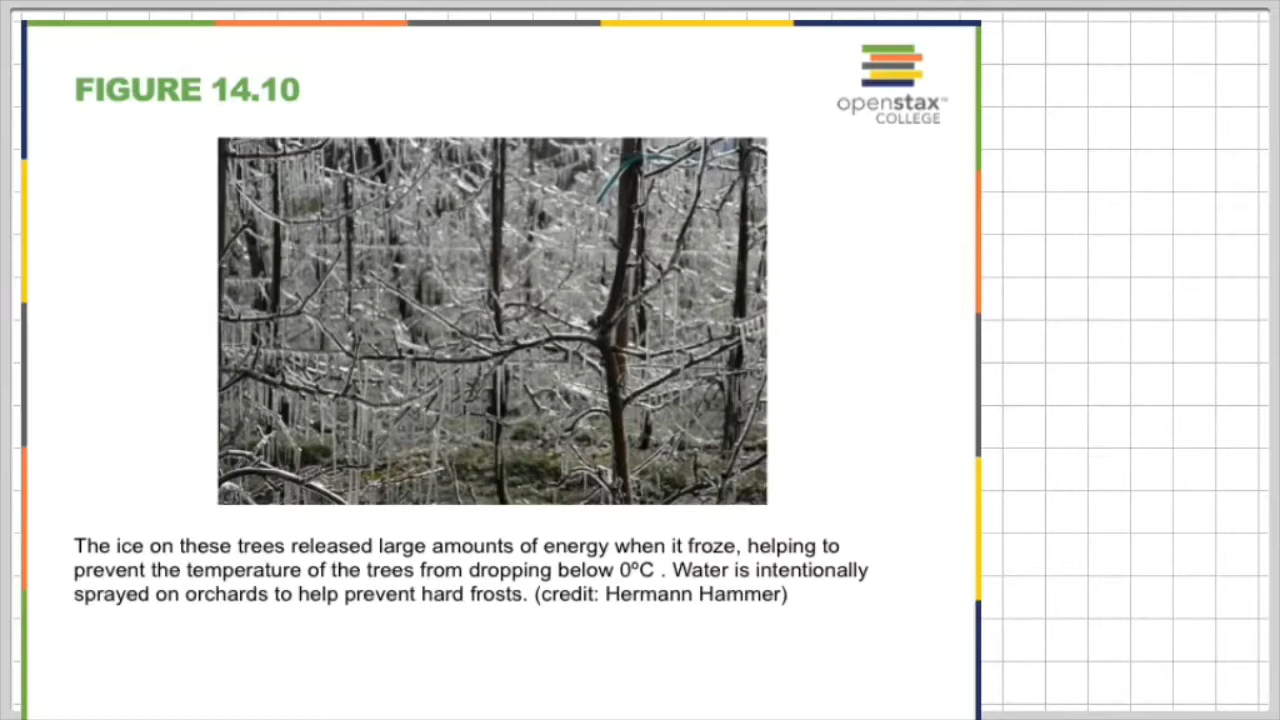 FIGURE 14.10
openstax™
COLLEGE
The ice on these trees released large amounts of energy when it froze, helping to
prevent the temperature of the trees from dropping below 0ºC . Water is intentionally
sprayed on orchards to help prevent hard frosts. (credit: Hermann Hammer)